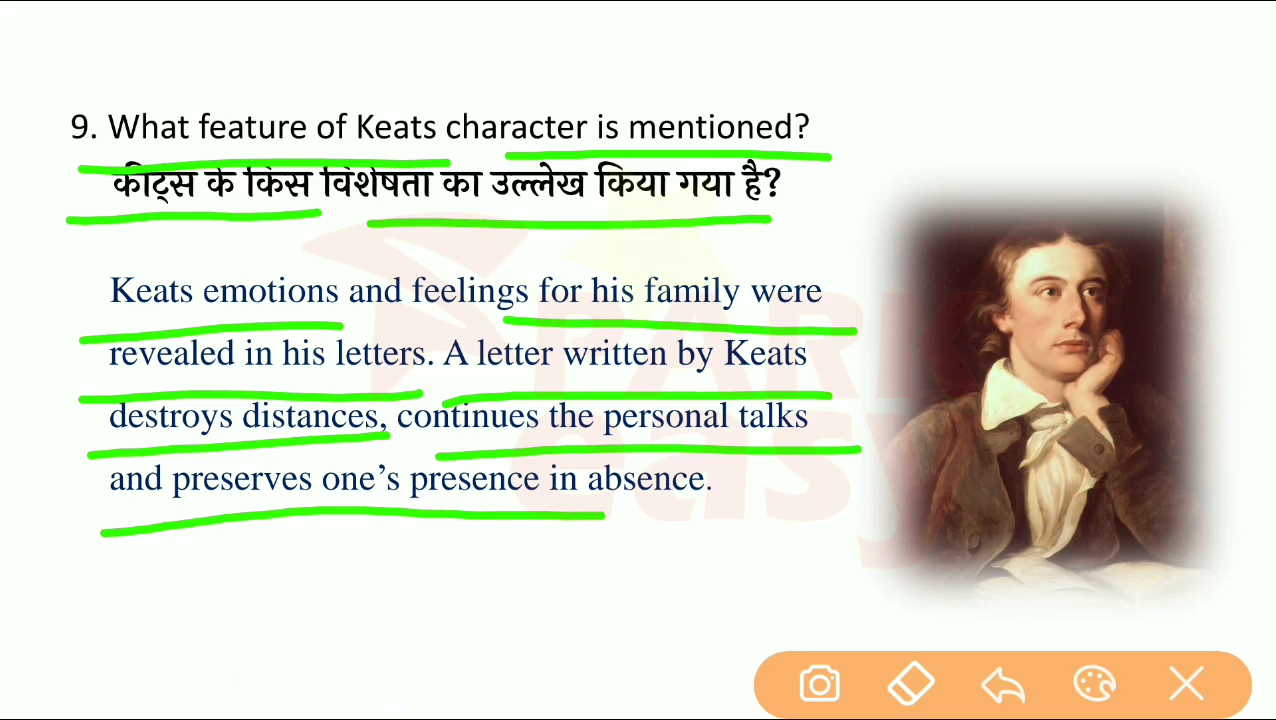 9. What feature of Keats character is mentioned?
कीट्स के किस विशेषता का उल्लेख किया गया है?
Keats emotions and feelings for his family were
revealed in his letters. A letter written by Keats
destroys distances, continues the personal talks
and preserves one’s presence in absence.
PARK
easy